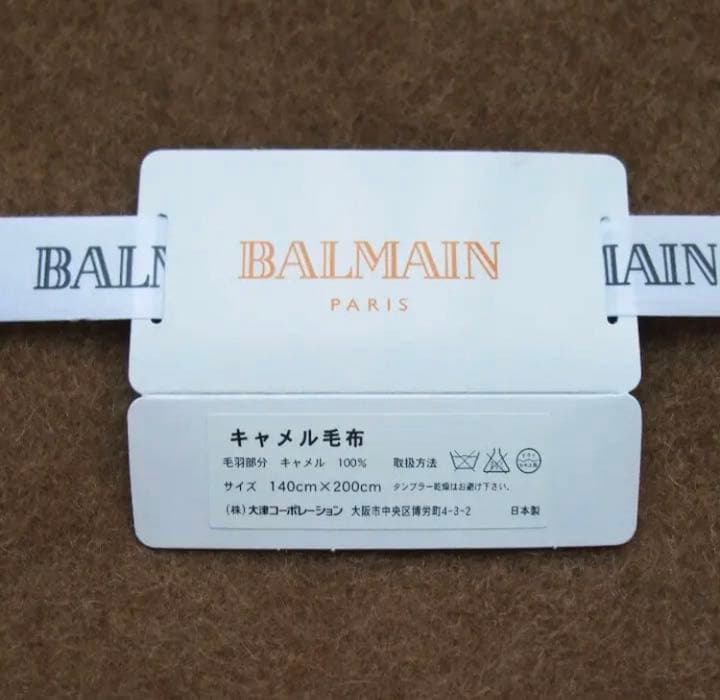 BALMAIN
PARIS
BALM
MAIN
キャメル毛布
毛羽部分 キャメル 100% 取扱方法
サイズ 140cm×200cm タンブラー乾燥はお避け下さい。
(株)大津コーポレーション 大阪市中央区博労町4-3-2 日本製